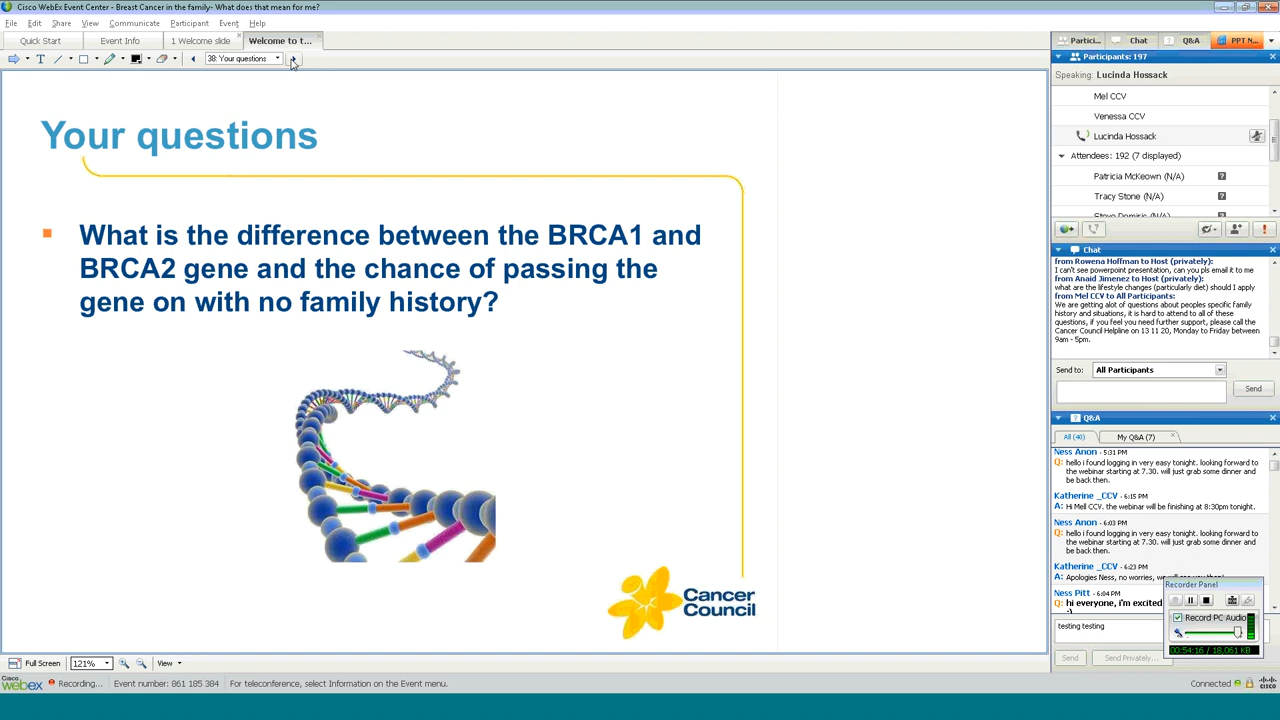 Cisco WebEx Event Center - Breast Cancer in the family- What does that mean for me?
File Edit Share View Communicate Participant Event Help
Quick Start Event Info 1 Welcome slide Welcome to t...
38: Your questions
Your questions
What is the difference between the BRCA1 and
BRCA2 gene and the chance of passing the
gene on with no family history?
Cancer
Council
Partici... Chat Q&A PPT N...
Participants: 197
Speaking: Lucinda Hossack
Mel CCV
Venessa CCV
Lucinda Hossack
Attendees: 192 (7 displayed)
Patricia McKeown (N/A)
Tracy Stone (N/A)
Chat
from Rowena Hoffman to Host (privately):
I can't see powerpoint presentation, can you pls email it to me
from Anaid Jimenez to Host (privately):
what are the lifestyle changes (particularly diet) should I apply
from Mel CCV to All Participants:
We are getting alot of questions about peoples specific family
history and situations, it is hard to attend to all of these
questions, if you feel you need further support, please call the
Cancer Council Helpline on 13 11 20, Monday to Friday between
9am - 5pm.
Send to: All Participants
Send
Q&A
All (40) My Q&A (7)
Ness Anon - 5:31 PM
Q: hello i found logging in very easy tonight. looking forward to
the webinar starting at 7.30. will just grab some dinner and
be back then.
Katherine _CCV - 6:15 PM
A: Hi Mel CCV. the webinar will be finishing at 8:30pm tonight.
Ness Anon - 6:03 PM
Q: hello i found logging in very easy tonight. looking forward to
the webinar starting at 7.30. will just grab some dinner and
be back then.
Katherine _CCV - 6:23 PM
A: Apologies Ness, no worries, we
Ness Pitt - 6:04 PM
Q: hi everyone, i'm excited
:)
Recorder Panel
Record PC Audio
00:54:16 / 18,061 KB
testing testing
Send Send Privately...
Full Screen 121% View
Cisco
webex Recording... Event number: 861 185 384 For teleconference, select Information on the Event menu. Connected
CISCO